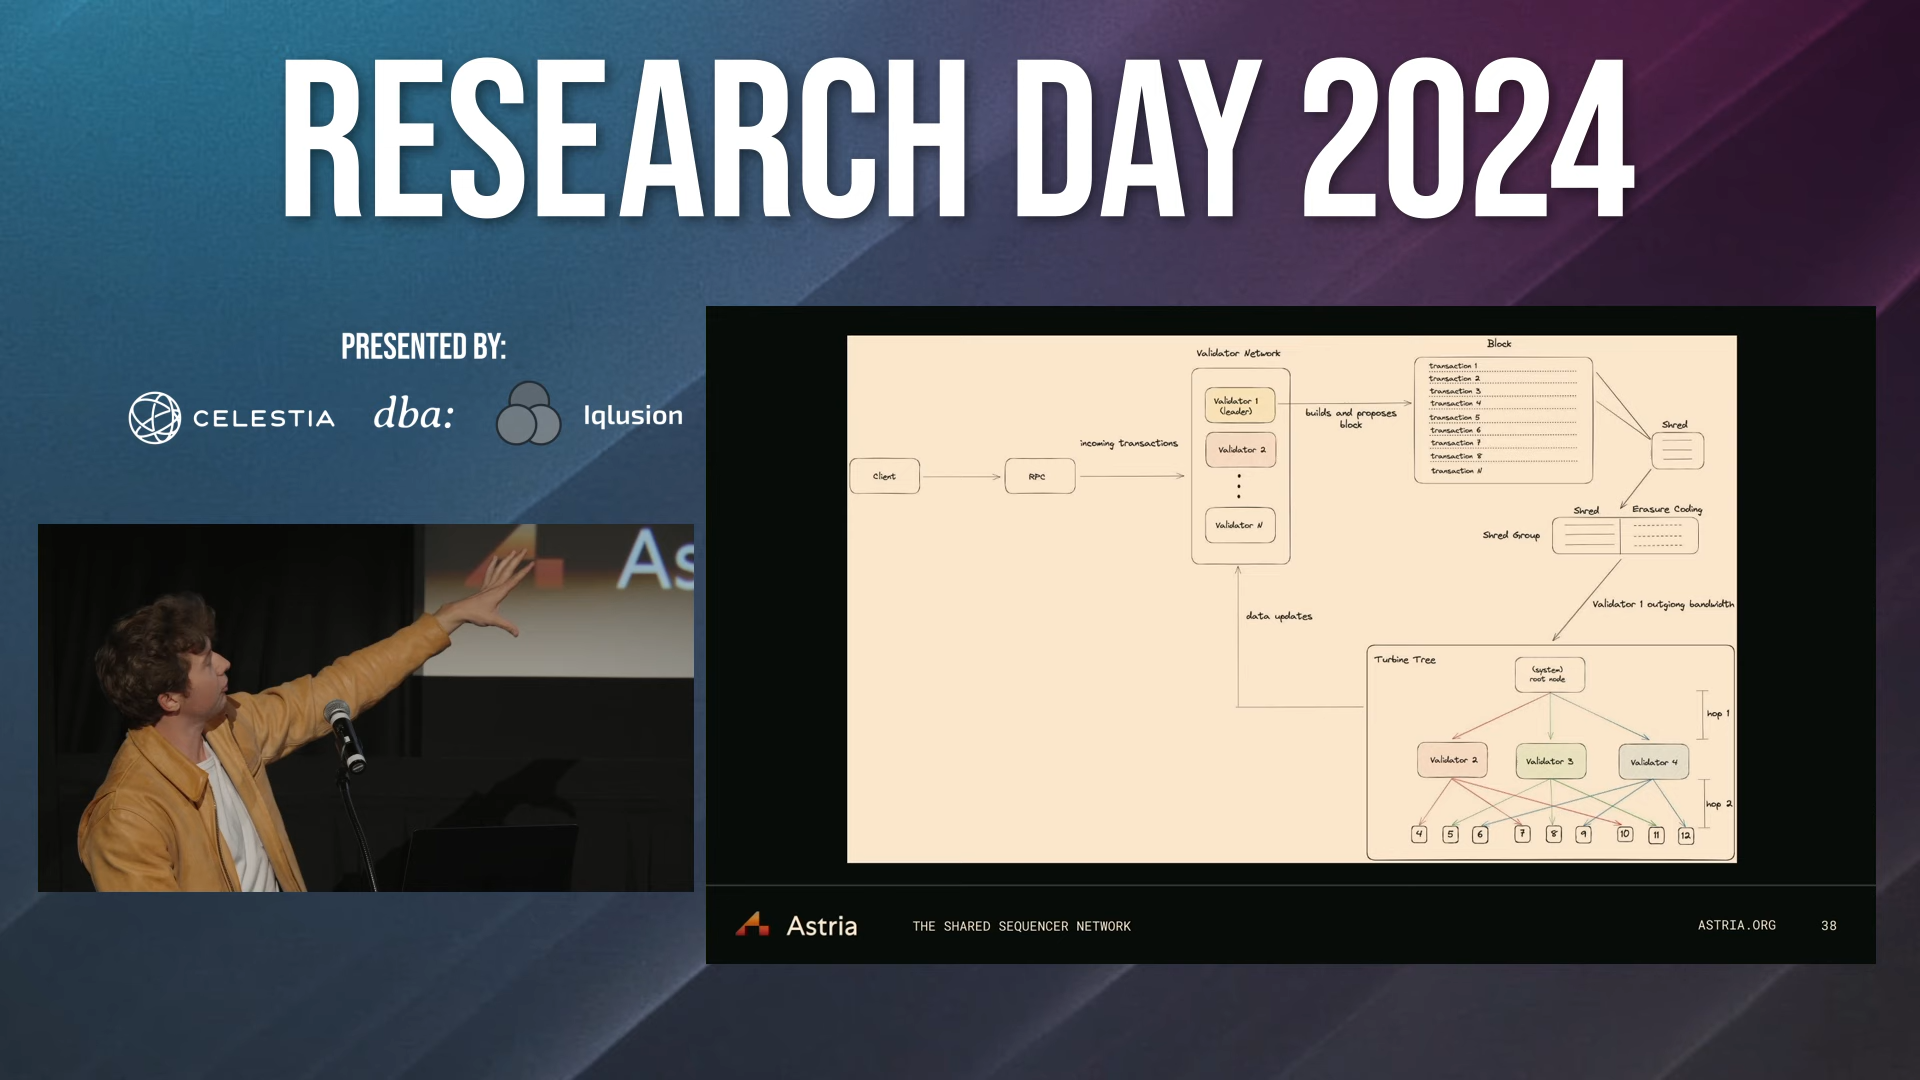 RESEARCH DAY 2024
PRESENTED BY:
CELESTIA
dba:
Iqlusion
As
Validator Network
Validator 1
(leader)
Validator 2
Validator N
Client
RPC
incoming transactions
builds and proposes
block
Block
transaction 1
transaction 2
transaction 3
transaction 4
transaction 5
transaction 6
transaction 7
transaction 8
transaction N
Shred
Shred
Erasure Coding
Shred Group
Validator 1 outgiong bandwidth
data updates
Turbine Tree
(system)
root node
hop 1
Validator 2
Validator 3
Validator 4
hop 2
4 5 6 7 8 9 10 11 12
Astria
THE SHARED SEQUENCER NETWORK
ASTRIA.ORG
38